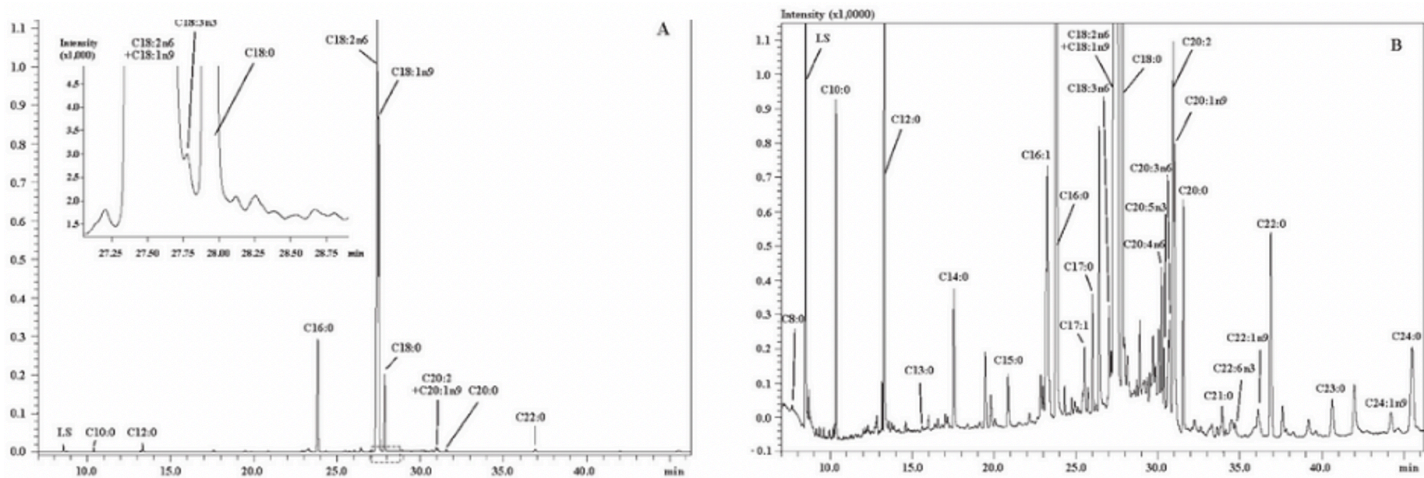 A
C18:3n3
Intensity
(x1,000)
C18:2n6
+C18:1n9
C18:0
4.5
4.0
3.5
3.0
2.5
2.0
1.5
27.25 27.50 27.75 28.00 28.25 28.50 28.75 min
C18:2n6
C18:1n9
1.1
1.0
0.9
0.8
0.7
0.6
0.5
0.4
0.3
0.2
0.1
0.0
C16:0
C18:0
C20:2
+C20:1n9
C20:0
C22:0
LS
C10:0
C12:0
10.0 15.0 20.0 25.0 30.0 35.0 40.0 min
Intensity (x1,0000)
B
1.1
1.0
0.9
0.8
0.7
0.6
0.5
0.4
0.3
0.2
0.1
0.0
-0.1
C8:0
LS
C10:0
C12:0
C13:0
C14:0
C15:0
C16:1
C16:0
C17:1
C17:0
C18:3n6
C18:2n6
+C18:1n9
C18:0
C20:4n6
C20:5n3
C20:3n6
C20:2
C20:1n9
C20:0
C21:0
C22:6n3
C22:1n9
C22:0
C23:0
C24:1n9
C24:0
10.0 15.0 20.0 25.0 30.0 35.0 40.0 min